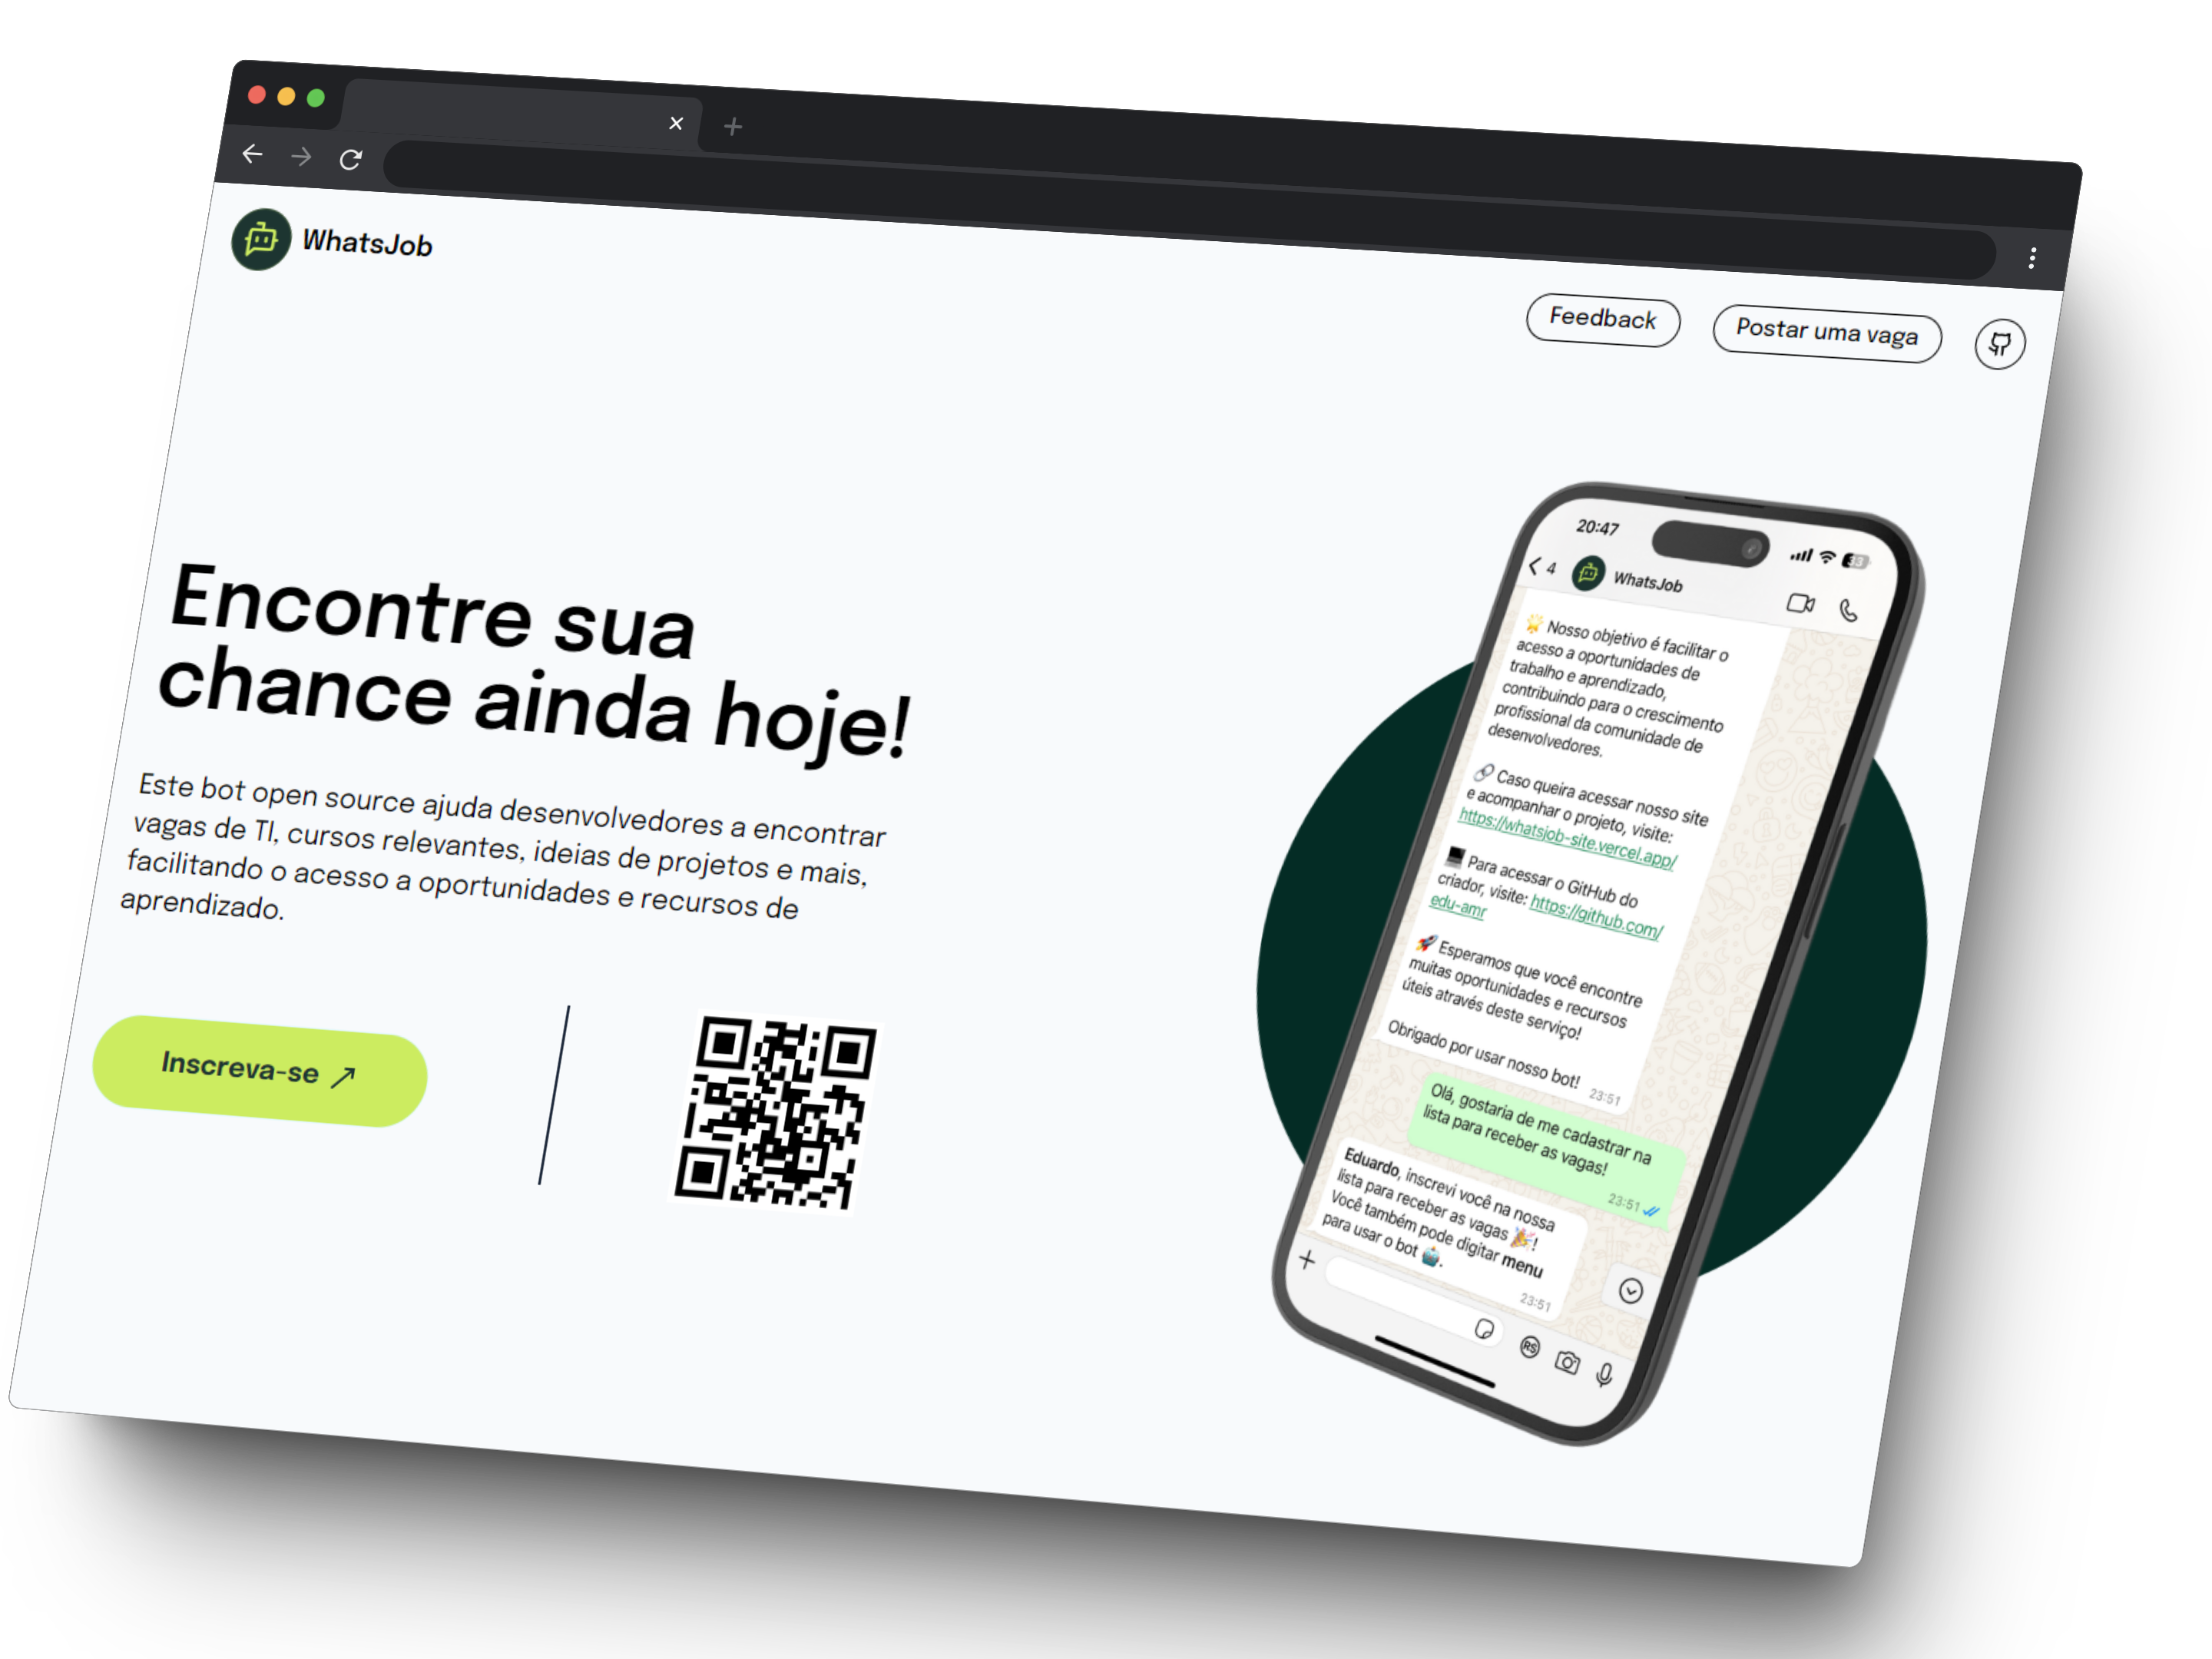 WhatsJob
Feedback
Postar uma vaga
Encontre sua
chance ainda hoje!
Este bot open source ajuda desenvolvedores a encontrar
vagas de TI, cursos relevantes, ideias de projetos e mais,
facilitando o acesso a oportunidades e recursos de
aprendizado.
Inscreva-se ↗
20:47
33
4
WhatsJob
🌟 Nosso objetivo é facilitar o
acesso a oportunidades de
trabalho e aprendizado,
contribuindo para o crescimento
profissional da comunidade de
desenvolvedores.
🔗 Caso queira acessar nosso site
e acompanhar o projeto, visite:
https://whatsjob-site.vercel.app/
💻 Para acessar o GitHub do
criador, visite: https://github.com/
edu-amr
🚀 Esperamos que você encontre
muitas oportunidades e recursos
úteis através deste serviço!
Obrigado por usar nosso bot!
23:51
Olá, gostaria de me cadastrar na
lista para receber as vagas!
23:51
Eduardo, inscrevi você na nossa
lista para receber as vagas 🎉!
Você também pode digitar menu
para usar o bot 🤖.
23:51
RS